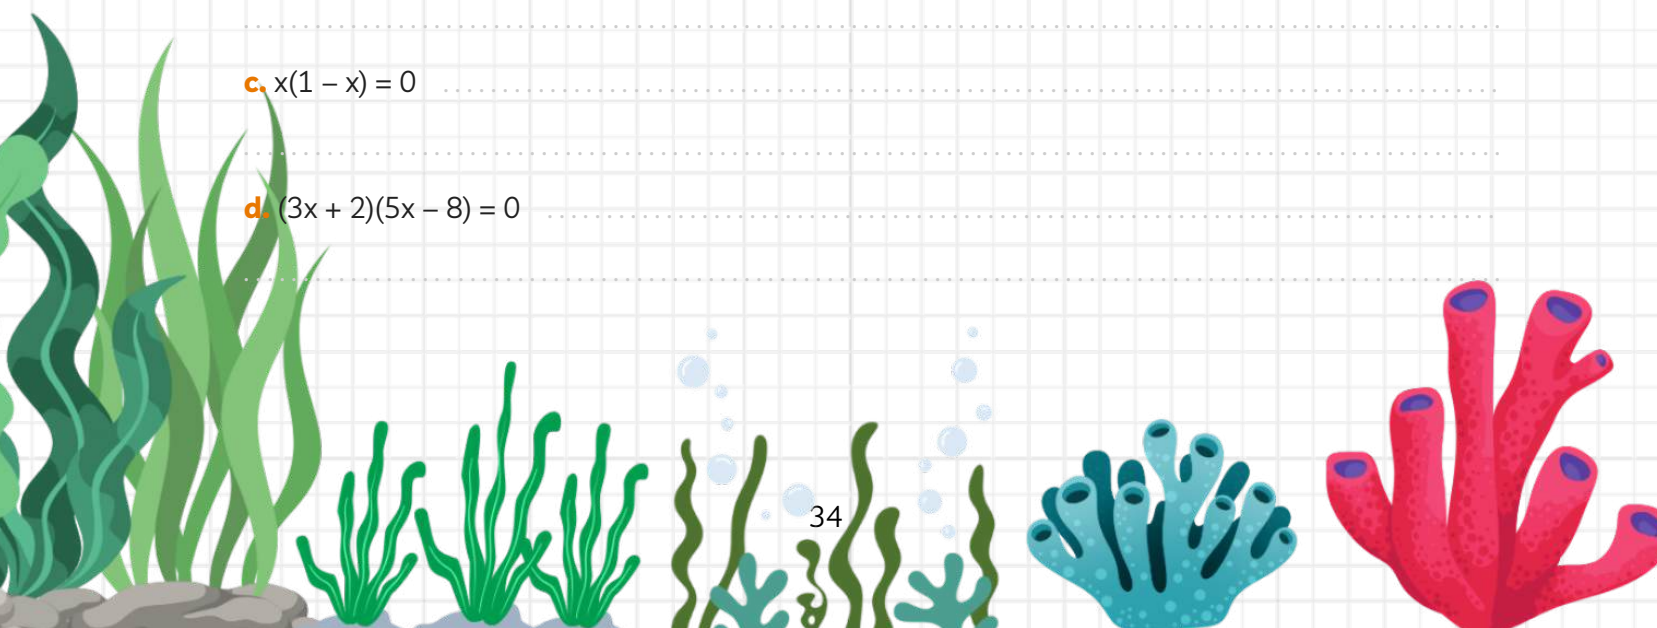 c. x(1 – x) = 0
d. (3x + 2)(5x – 8) = 0
34